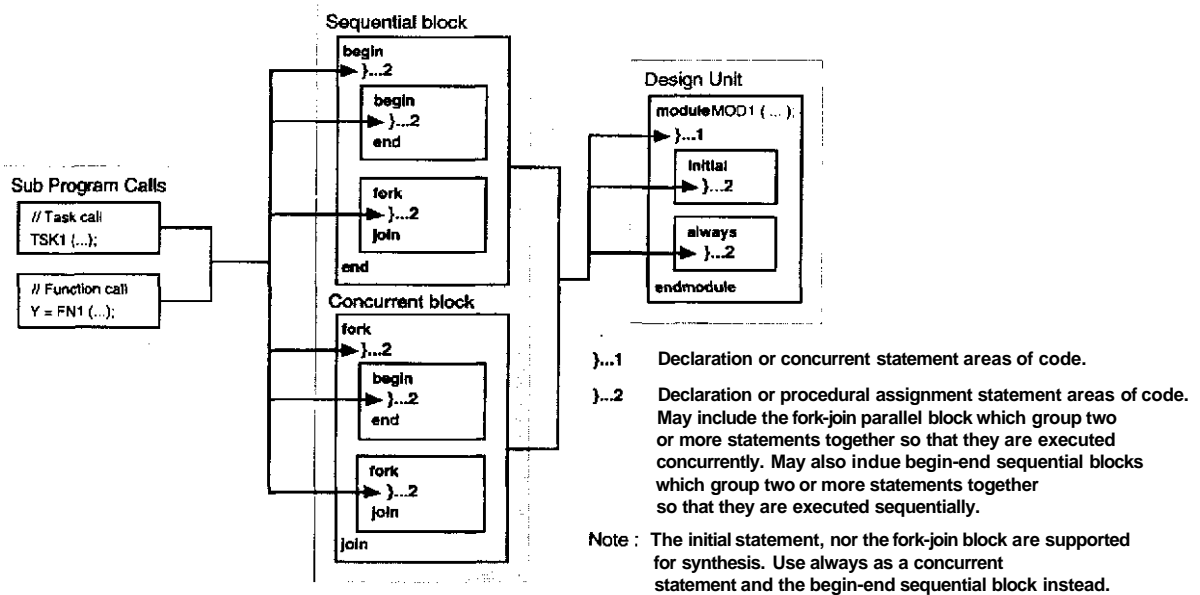 Sequential block
begin
}...2
begin
}...2
end
fork
}...2
join
end
Sub Program Calls
// Task call
TSK1 (...);
// Function call
Y = FN1 (...);
Concurrent block
fork
}...2
begin
}...2
end
fork
}...2
join
join
Design Unit
moduleMOD1 ( ... );
}...1
initial
}...2
always
}...2
endmodule
}...1 Declaration or concurrent statement areas of code.
}...2 Declaration or procedural assignment statement areas of code.
May include the fork-join parallel block which group two
or more statements together so that they are executed
concurrently. May also indue begin-end sequential blocks
which group two or more statements together
so that they are executed sequentially.
Note : The initial statement, nor the fork-join block are supported
for synthesis. Use always as a concurrent
statement and the begin-end sequential block instead.